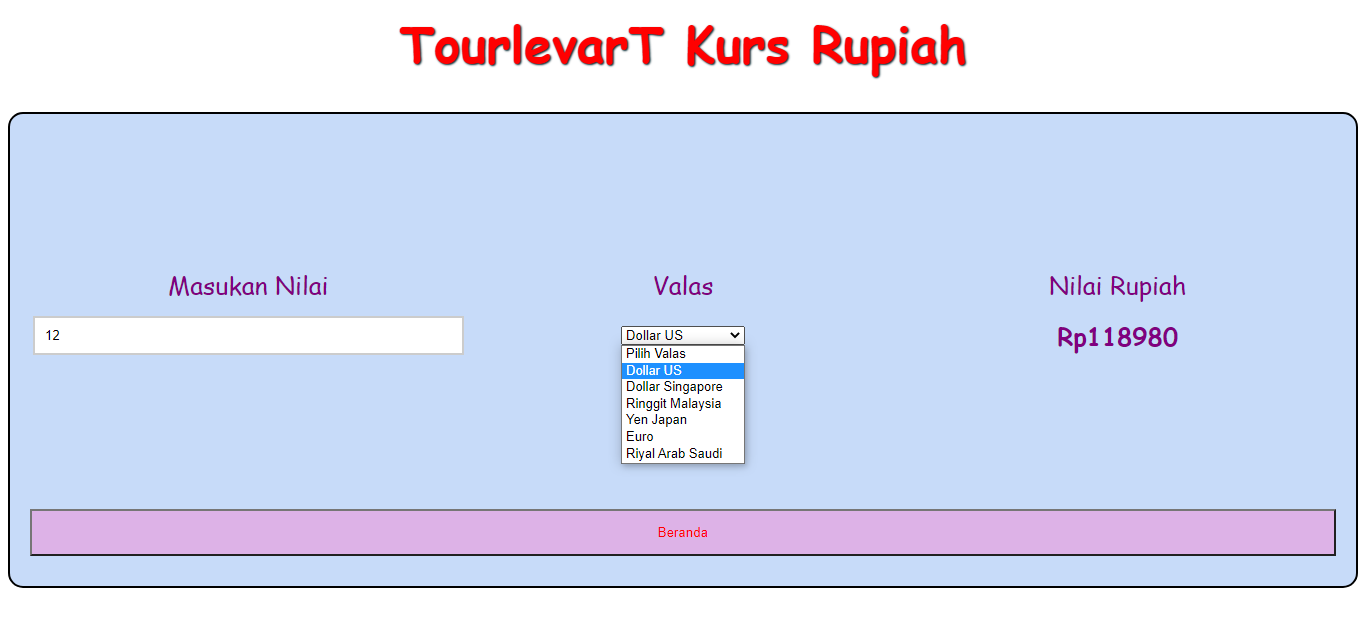 TourlevarT Kurs Rupiah
Masukan Nilai
Valas
Nilai Rupiah
12
Dollar US
Rp118980
Pilih Valas
Dollar US
Dollar Singapore
Ringgit Malaysia
Yen Japan
Euro
Riyal Arab Saudi
Beranda